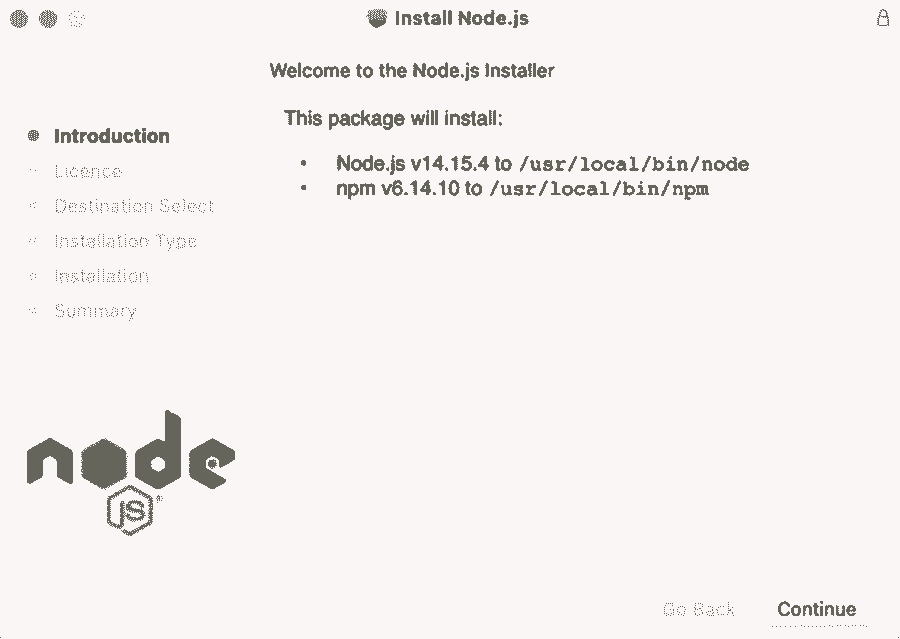 Install Node.js
Welcome to the Node.js Installer
This package will install:
• Node.js v14.15.4 to /usr/local/bin/node
• npm v6.14.10 to /usr/local/bin/npm
Introduction
Licence
Destination Select
Installation Type
Installation
Summary
node
JS®
Go Back
Continue